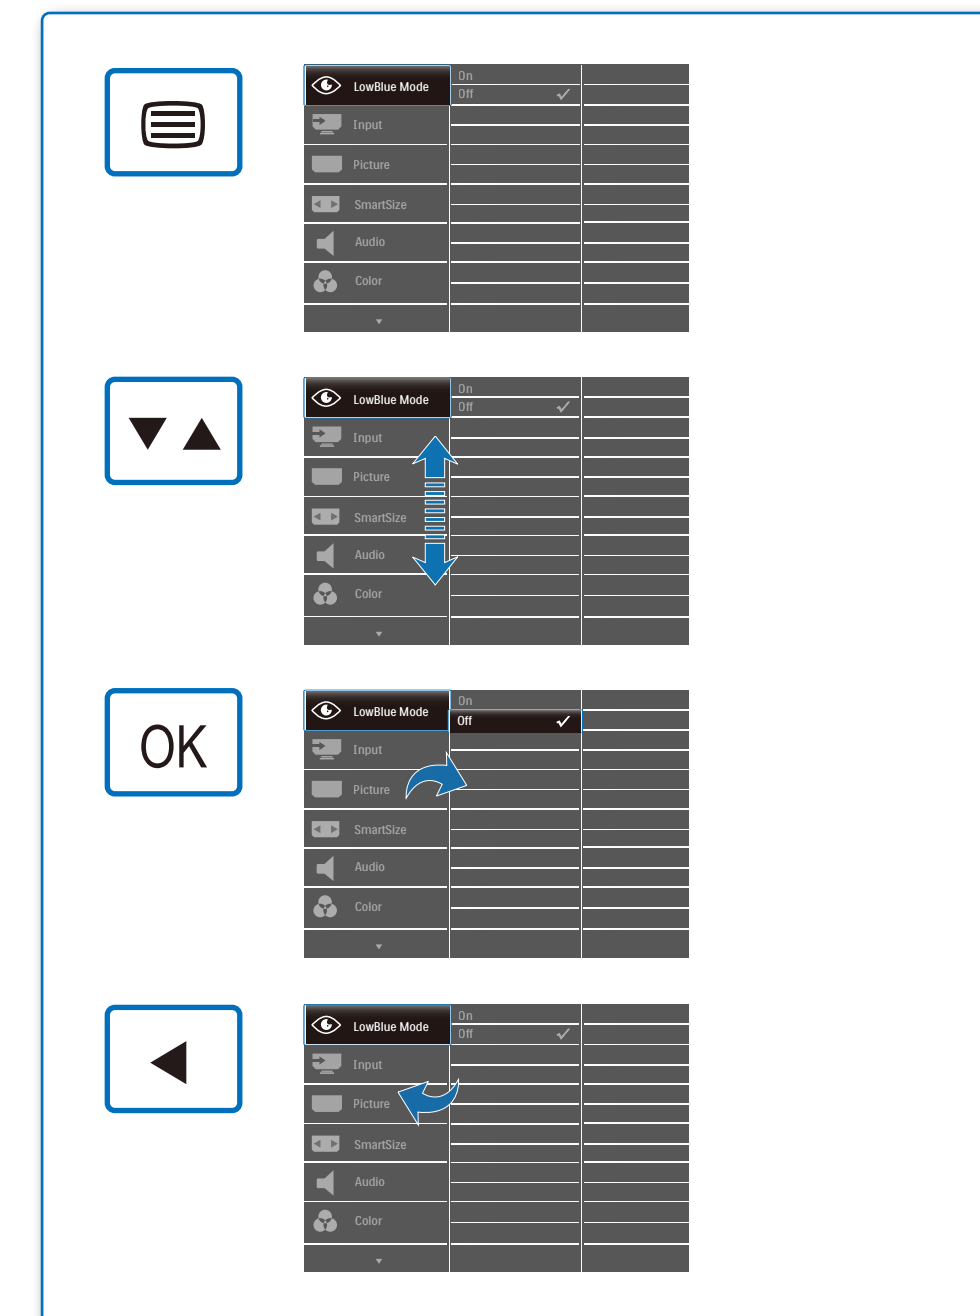 LowBlue Mode
On
Off
Input
Picture
SmartSize
Audio
Color
LowBlue Mode
On
Off
Input
Picture
SmartSize
Audio
Color
OK
LowBlue Mode
On
Off
Input
Picture
SmartSize
Audio
Color
LowBlue Mode
On
Off
Input
Picture
SmartSize
Audio
Color